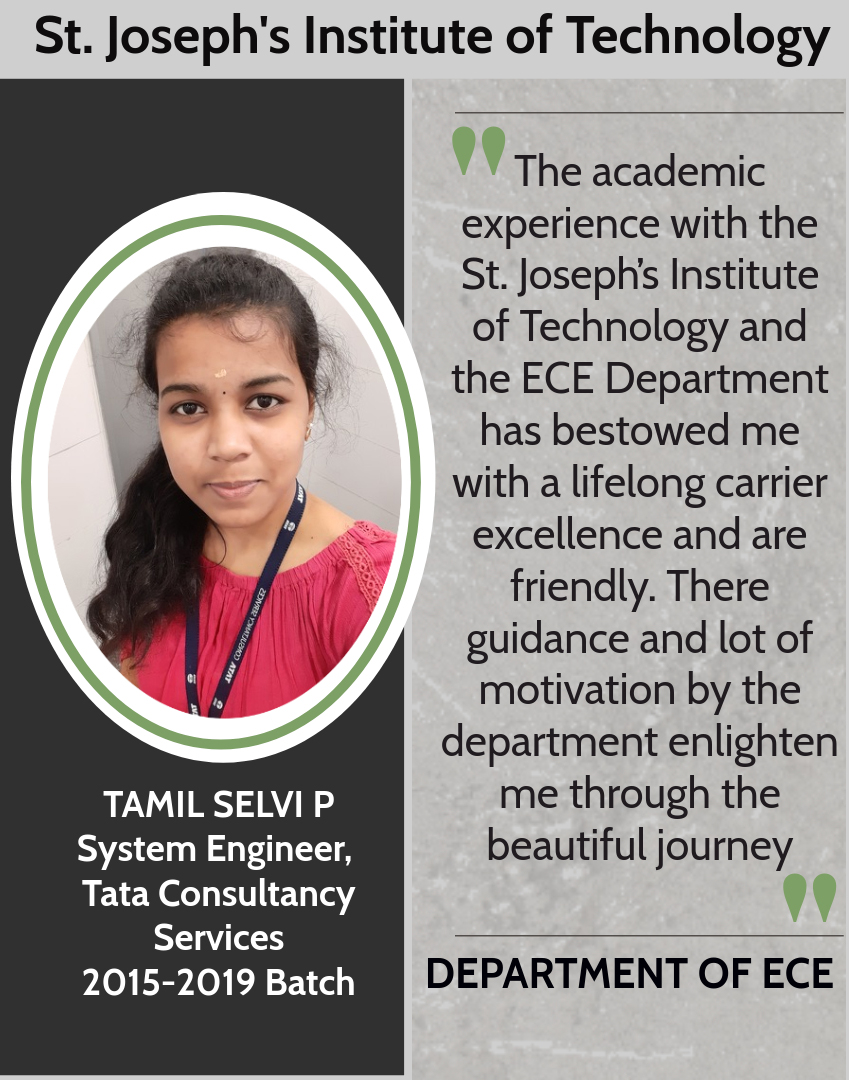 St. Joseph's Institute of Technology
"The academic
experience with the
St. Joseph’s Institute
of Technology and
the ECE Department
has bestowed me
with a lifelong carrier
excellence and are
friendly. There
guidance and lot of
motivation by the
department enlighten
me through the
beautiful journey
"
DEPARTMENT OF ECE
TATA CONSULTANCY SERVICES
TAMIL SELVI P
System Engineer,
Tata Consultancy
Services
2015-2019 Batch